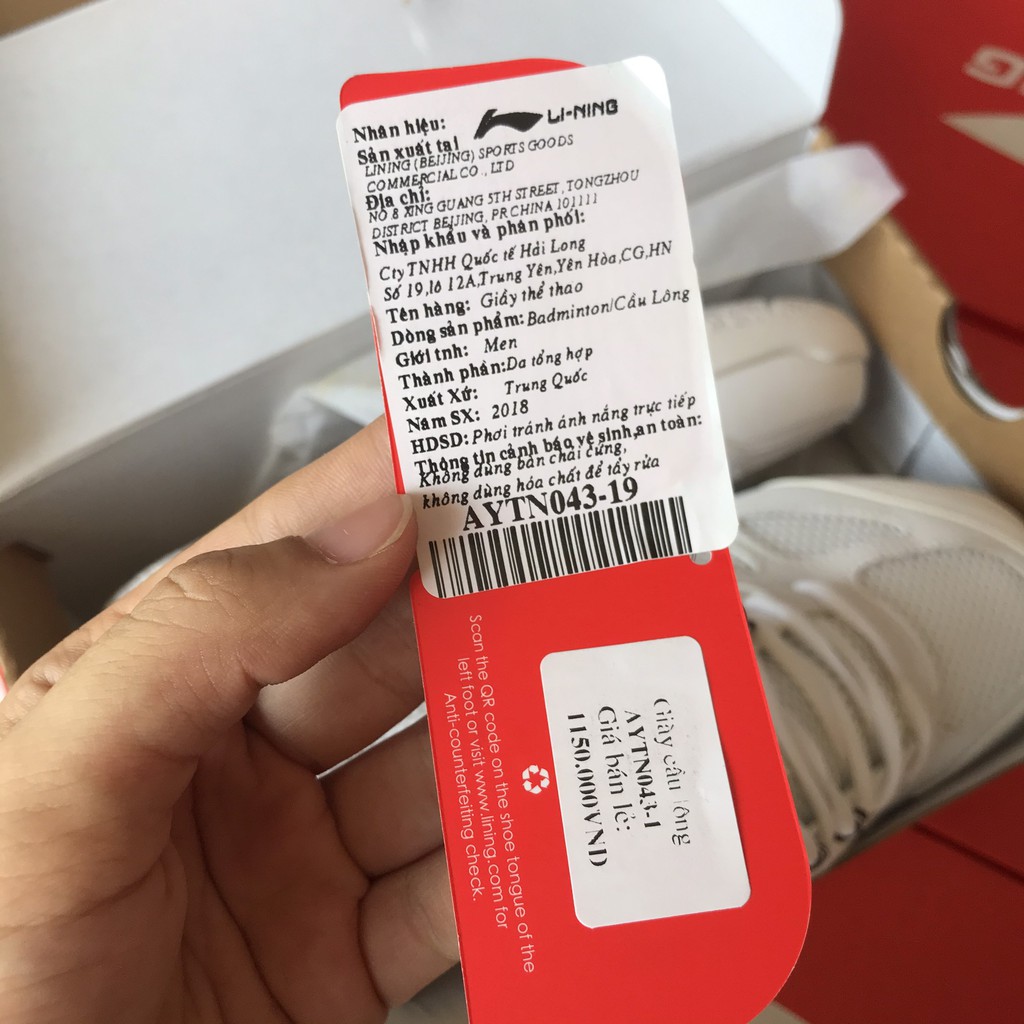 Nhãn hiệu: LI-NING
Sản xuất tại
LINING (BEIJING) SPORTS GOODS
COMMERCIAL CO., LTD
Địa chỉ:
NO 8 XING GUANG 5TH STREET, TONGZHOU
DISTRICT BEIJING, PR CHINA 101111
Nhập khẩu và phân phối:
Cty TNHH Quốc tế Hải Long
Số 19,lô 12A,Trung Yên,Yên Hòa,CG,HN
Tên hàng: Giầy thể thao
Dòng sản phẩm: Badminton/Cầu Lông
Giới tnh: Men
Thành phần:Da tổng hợp
Xuất Xứ: Trung Quốc
Năm SX: 2018
HDSD: Phơi tránh ánh nắng trực tiếp
Thông tin cảnh báo vệ sinh,an toàn:
Không dùng bàn chải cứng,
không dùng hóa chất để tẩy rửa
AYTN043-19
Scan the QR code on the shoe tongue of the
left foot or visit www.lining.com for
Anti-counterfeiting check.
Giày cầu lông
AYTN043-1
Giá bán lẻ:
1150.000VND